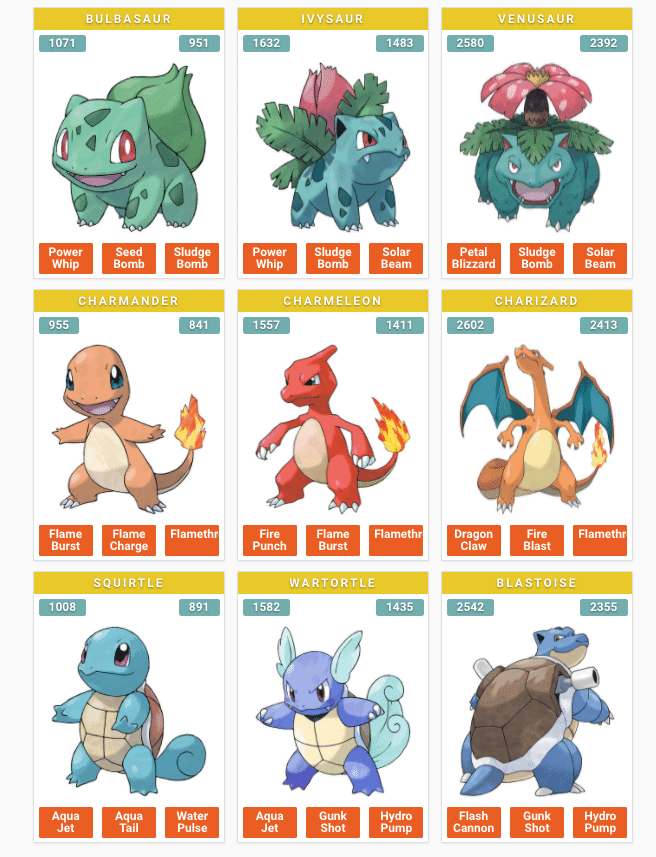 BULBASAUR
1071 951
Power Whip
Seed Bomb
Sludge Bomb
IVYSAUR
1632 1483
Power Whip
Sludge Bomb
Solar Beam
VENUSAUR
2580 2392
Petal Blizzard
Sludge Bomb
Solar Beam
CHARMANDER
955 841
Flame Burst
Flame Charge
Flamethr
CHARMELEON
1557 1411
Fire Punch
Flame Burst
Flamethr
CHARIZARD
2602 2413
Dragon Claw
Fire Blast
Flamethr
SQUIRTLE
1008 891
Aqua Jet
Aqua Tail
Water Pulse
WARTORTLE
1582 1435
Aqua Jet
Gunk Shot
Hydro Pump
BLASTOISE
2542 2355
Flash Cannon
Gunk Shot
Hydro Pump